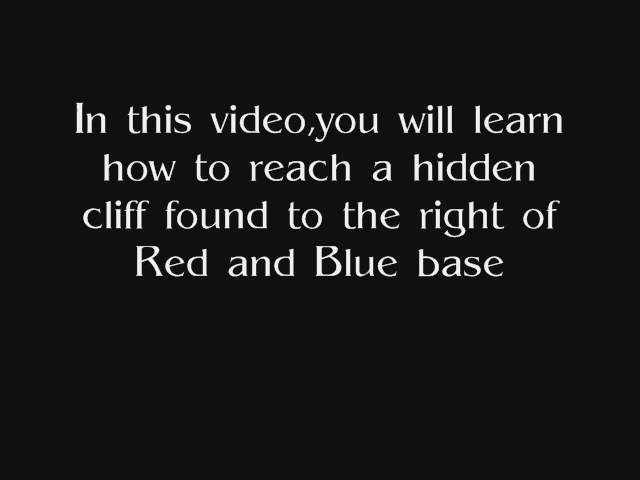 In this video,you will learn
how to reach a hidden
cliff found to the right of
Red and Blue base